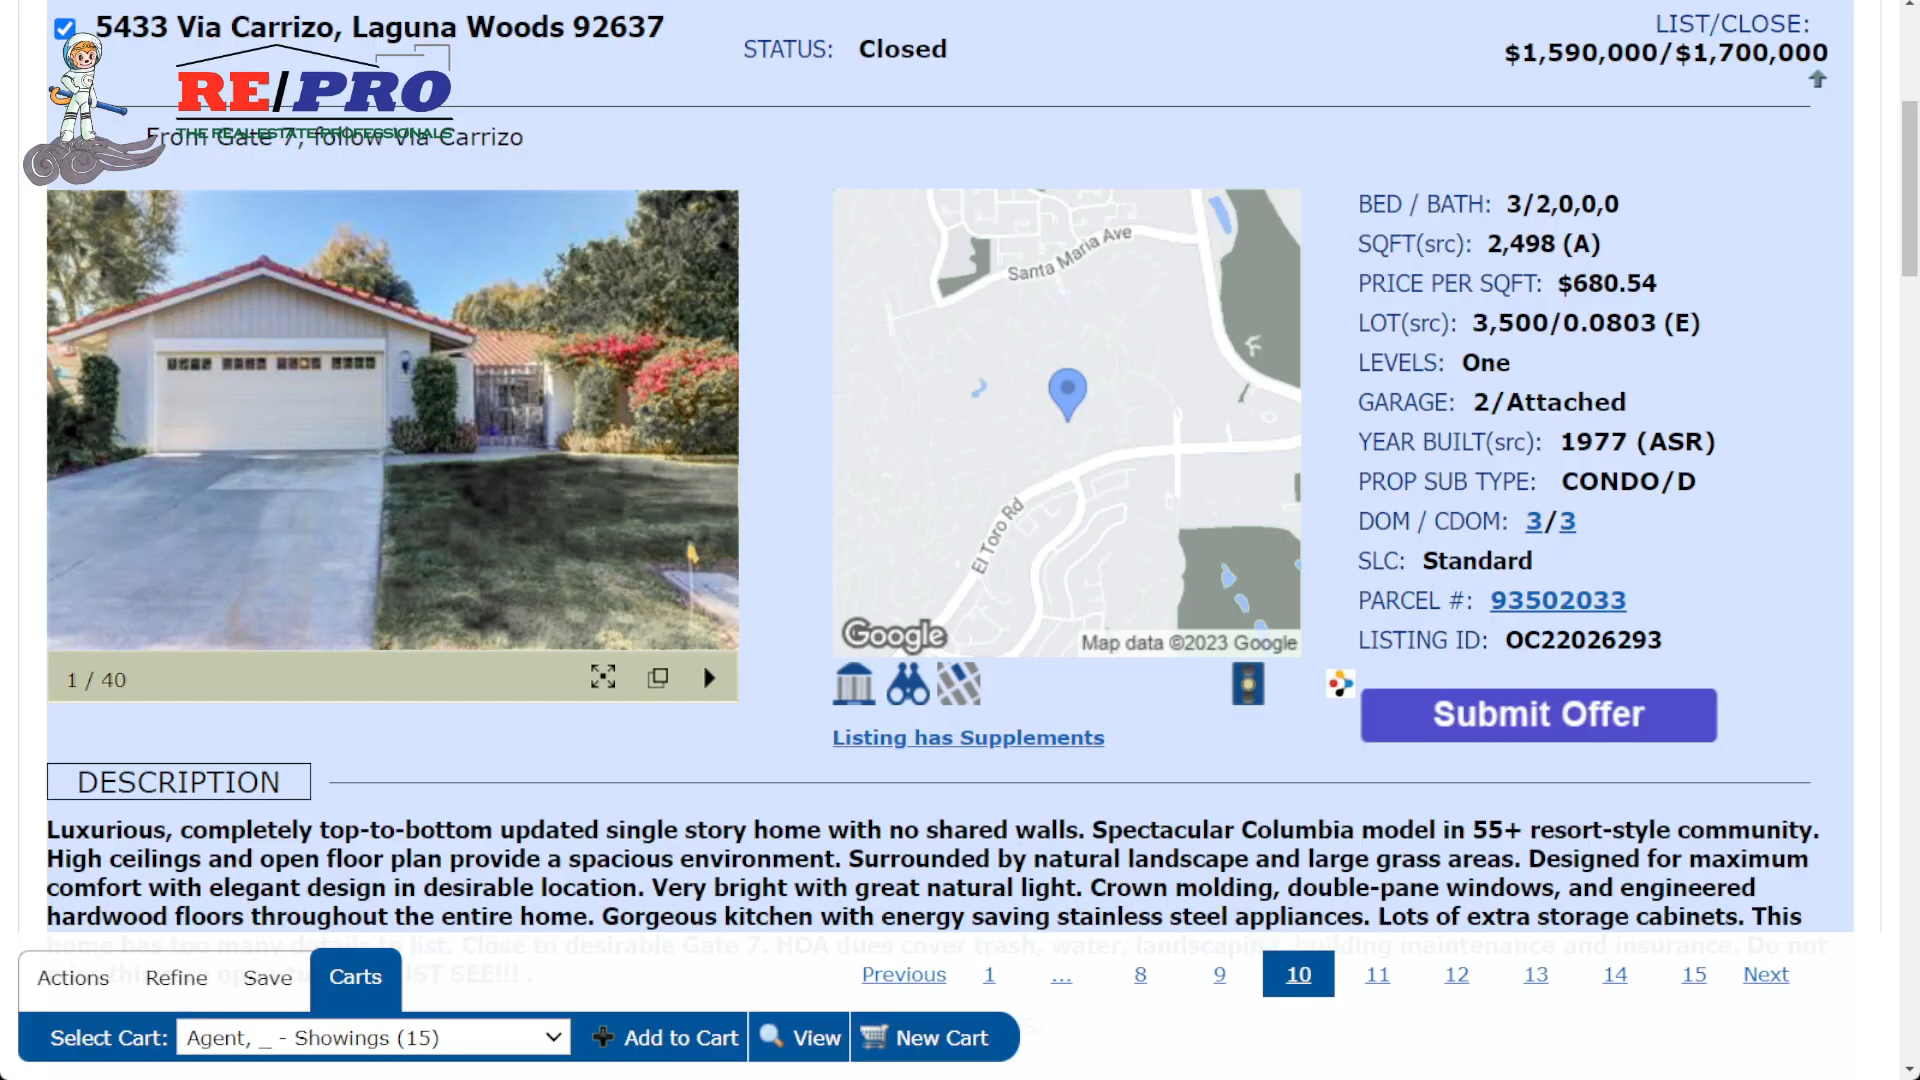 5433 Via Carrizo, Laguna Woods 92637
STATUS: Closed
LIST/CLOSE:
$1,590,000/$1,700,000
RE/PRO
THE REAL ESTATE PROFESSIONALS
From Gate 7, follow Via Carrizo
Santa Maria Ave
El Toro Rd
Google
Map data ©2023 Google
BED / BATH: 3/2,0,0,0
SQFT(src): 2,498 (A)
PRICE PER SQFT: $680.54
LOT(src): 3,500/0.0803 (E)
LEVELS: One
GARAGE: 2/Attached
YEAR BUILT(src): 1977 (ASR)
PROP SUB TYPE: CONDO/D
DOM / CDOM: 3/3
SLC: Standard
PARCEL #: 93502033
LISTING ID: OC22026293
1 / 40
Listing has Supplements
Submit Offer
DESCRIPTION
Luxurious, completely top-to-bottom updated single story home with no shared walls. Spectacular Columbia model in 55+ resort-style community.
High ceilings and open floor plan provide a spacious environment. Surrounded by natural landscape and large grass areas. Designed for maximum
comfort with elegant design in desirable location. Very bright with great natural light. Crown molding, double-pane windows, and engineered
hardwood floors throughout the entire home. Gorgeous kitchen with energy saving stainless steel appliances. Lots of extra storage cabinets. This
home has too many details to list. Close to desirable Gate 7. HOA dues cover trash, water, landscaping, building maintenance and insurance. Do not
SEE!!! .
Actions Refine Save Carts
Previous 1 ... 8 9 10 11 12 13 14 15 Next
Select Cart: Agent, _ - Showings (15) Add to Cart View New Cart